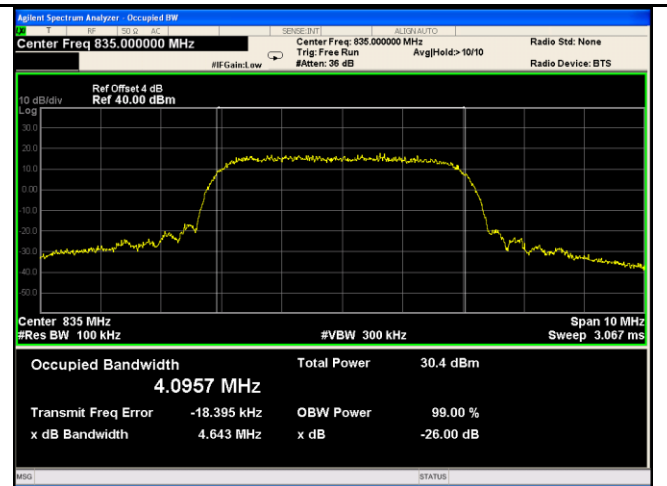 Agilent Spectrum Analyzer - Occupied BW
T RF 50 Ω AC SENSE:INT ALIGN AUTO
Center Freq 835.000000 MHz Center Freq: 835.000000 MHz Radio Std: None
Trig: Free Run Avg|Hold:> 10/10
#IFGain:Low #Atten: 36 dB Radio Device: BTS
Ref Offset 4 dB
10 dB/div Ref 40.00 dBm
Log
30.0
20.0
10.0
0.00
-10.0
-20.0
-30.0
-40.0
-50.0
Center 835 MHz Span 10 MHz
#Res BW 100 kHz #VBW 300 kHz Sweep 3.067 ms
Occupied Bandwidth Total Power 30.4 dBm
4.0957 MHz
Transmit Freq Error -18.395 kHz OBW Power 99.00 %
x dB Bandwidth 4.643 MHz x dB -26.00 dB
MSG STATUS